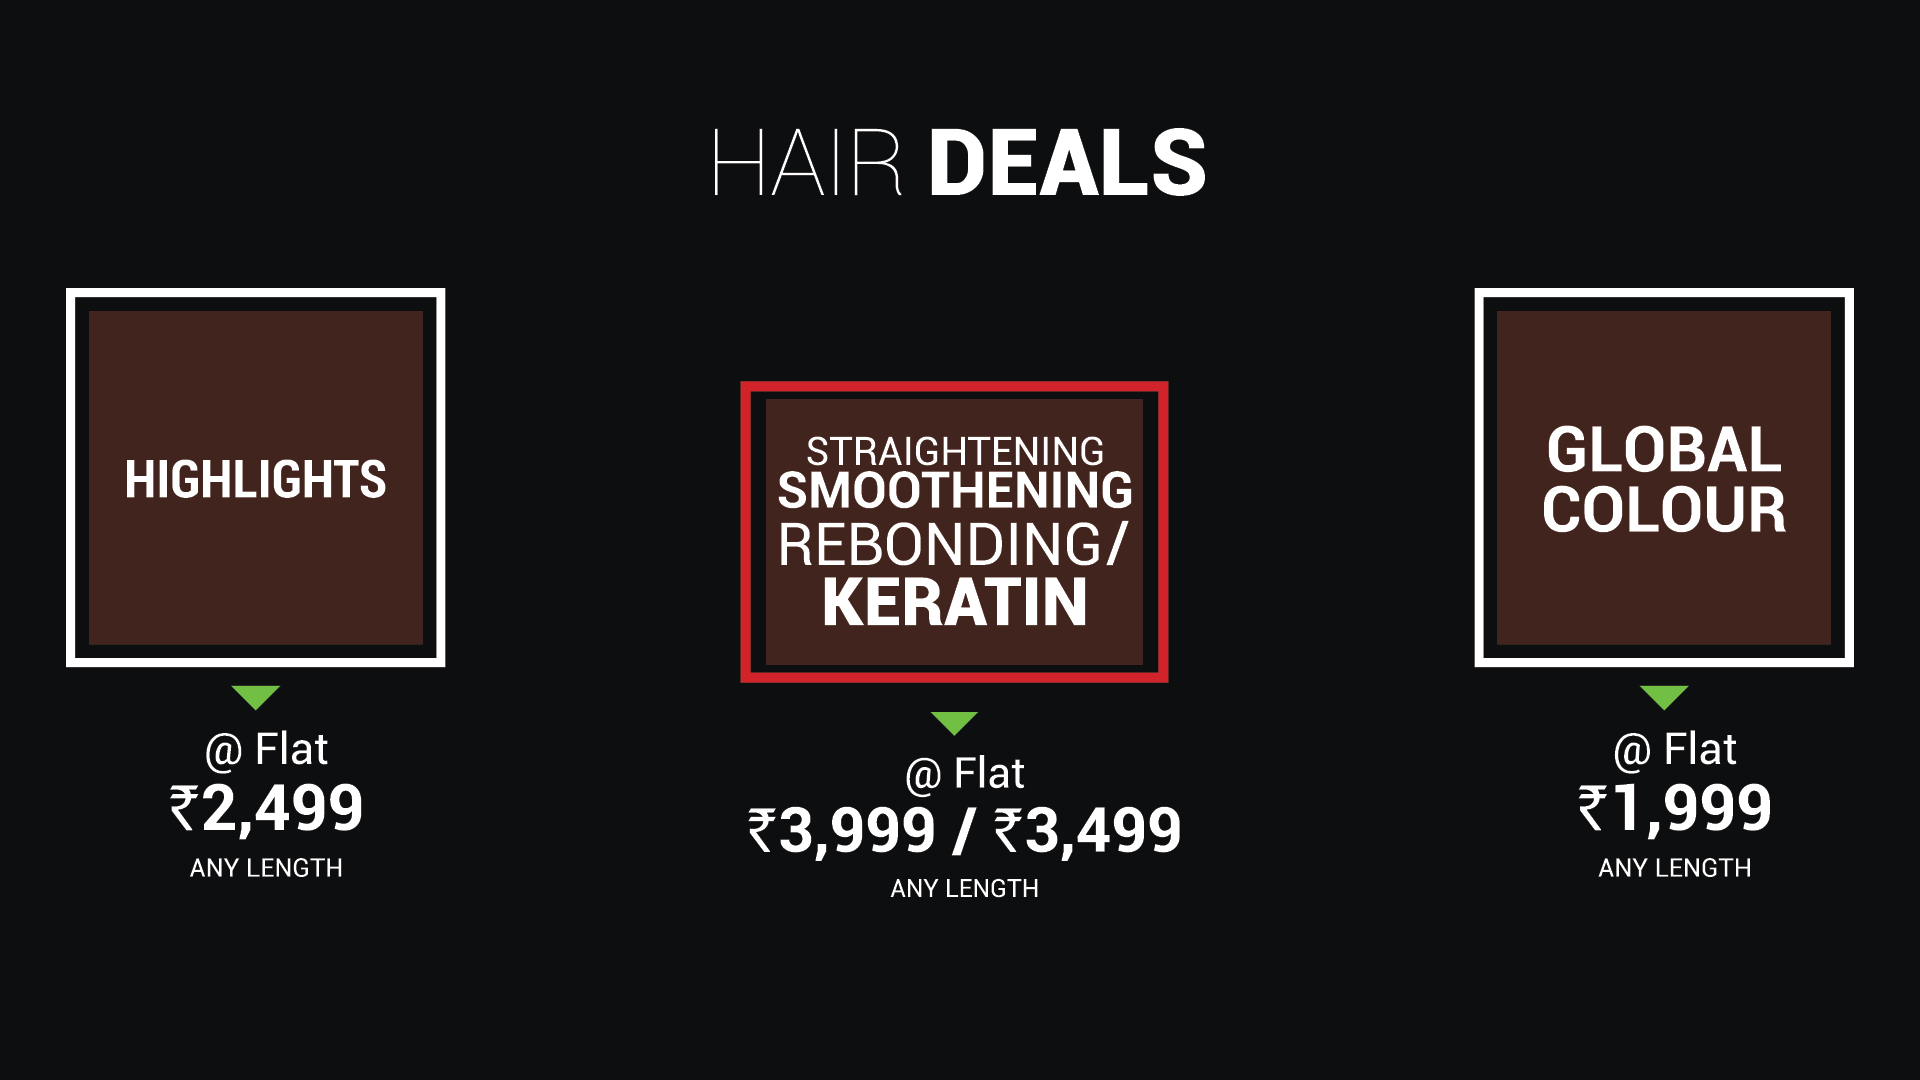 HAIR DEALS
HIGHLIGHTS
@ Flat
₹2,499
ANY LENGTH
STRAIGHTENING
SMOOTHENING
REBONDING/
KERATIN
@ Flat
₹3,999 / ₹3,499
ANY LENGTH
GLOBAL
COLOUR
@ Flat
₹1,999
ANY LENGTH